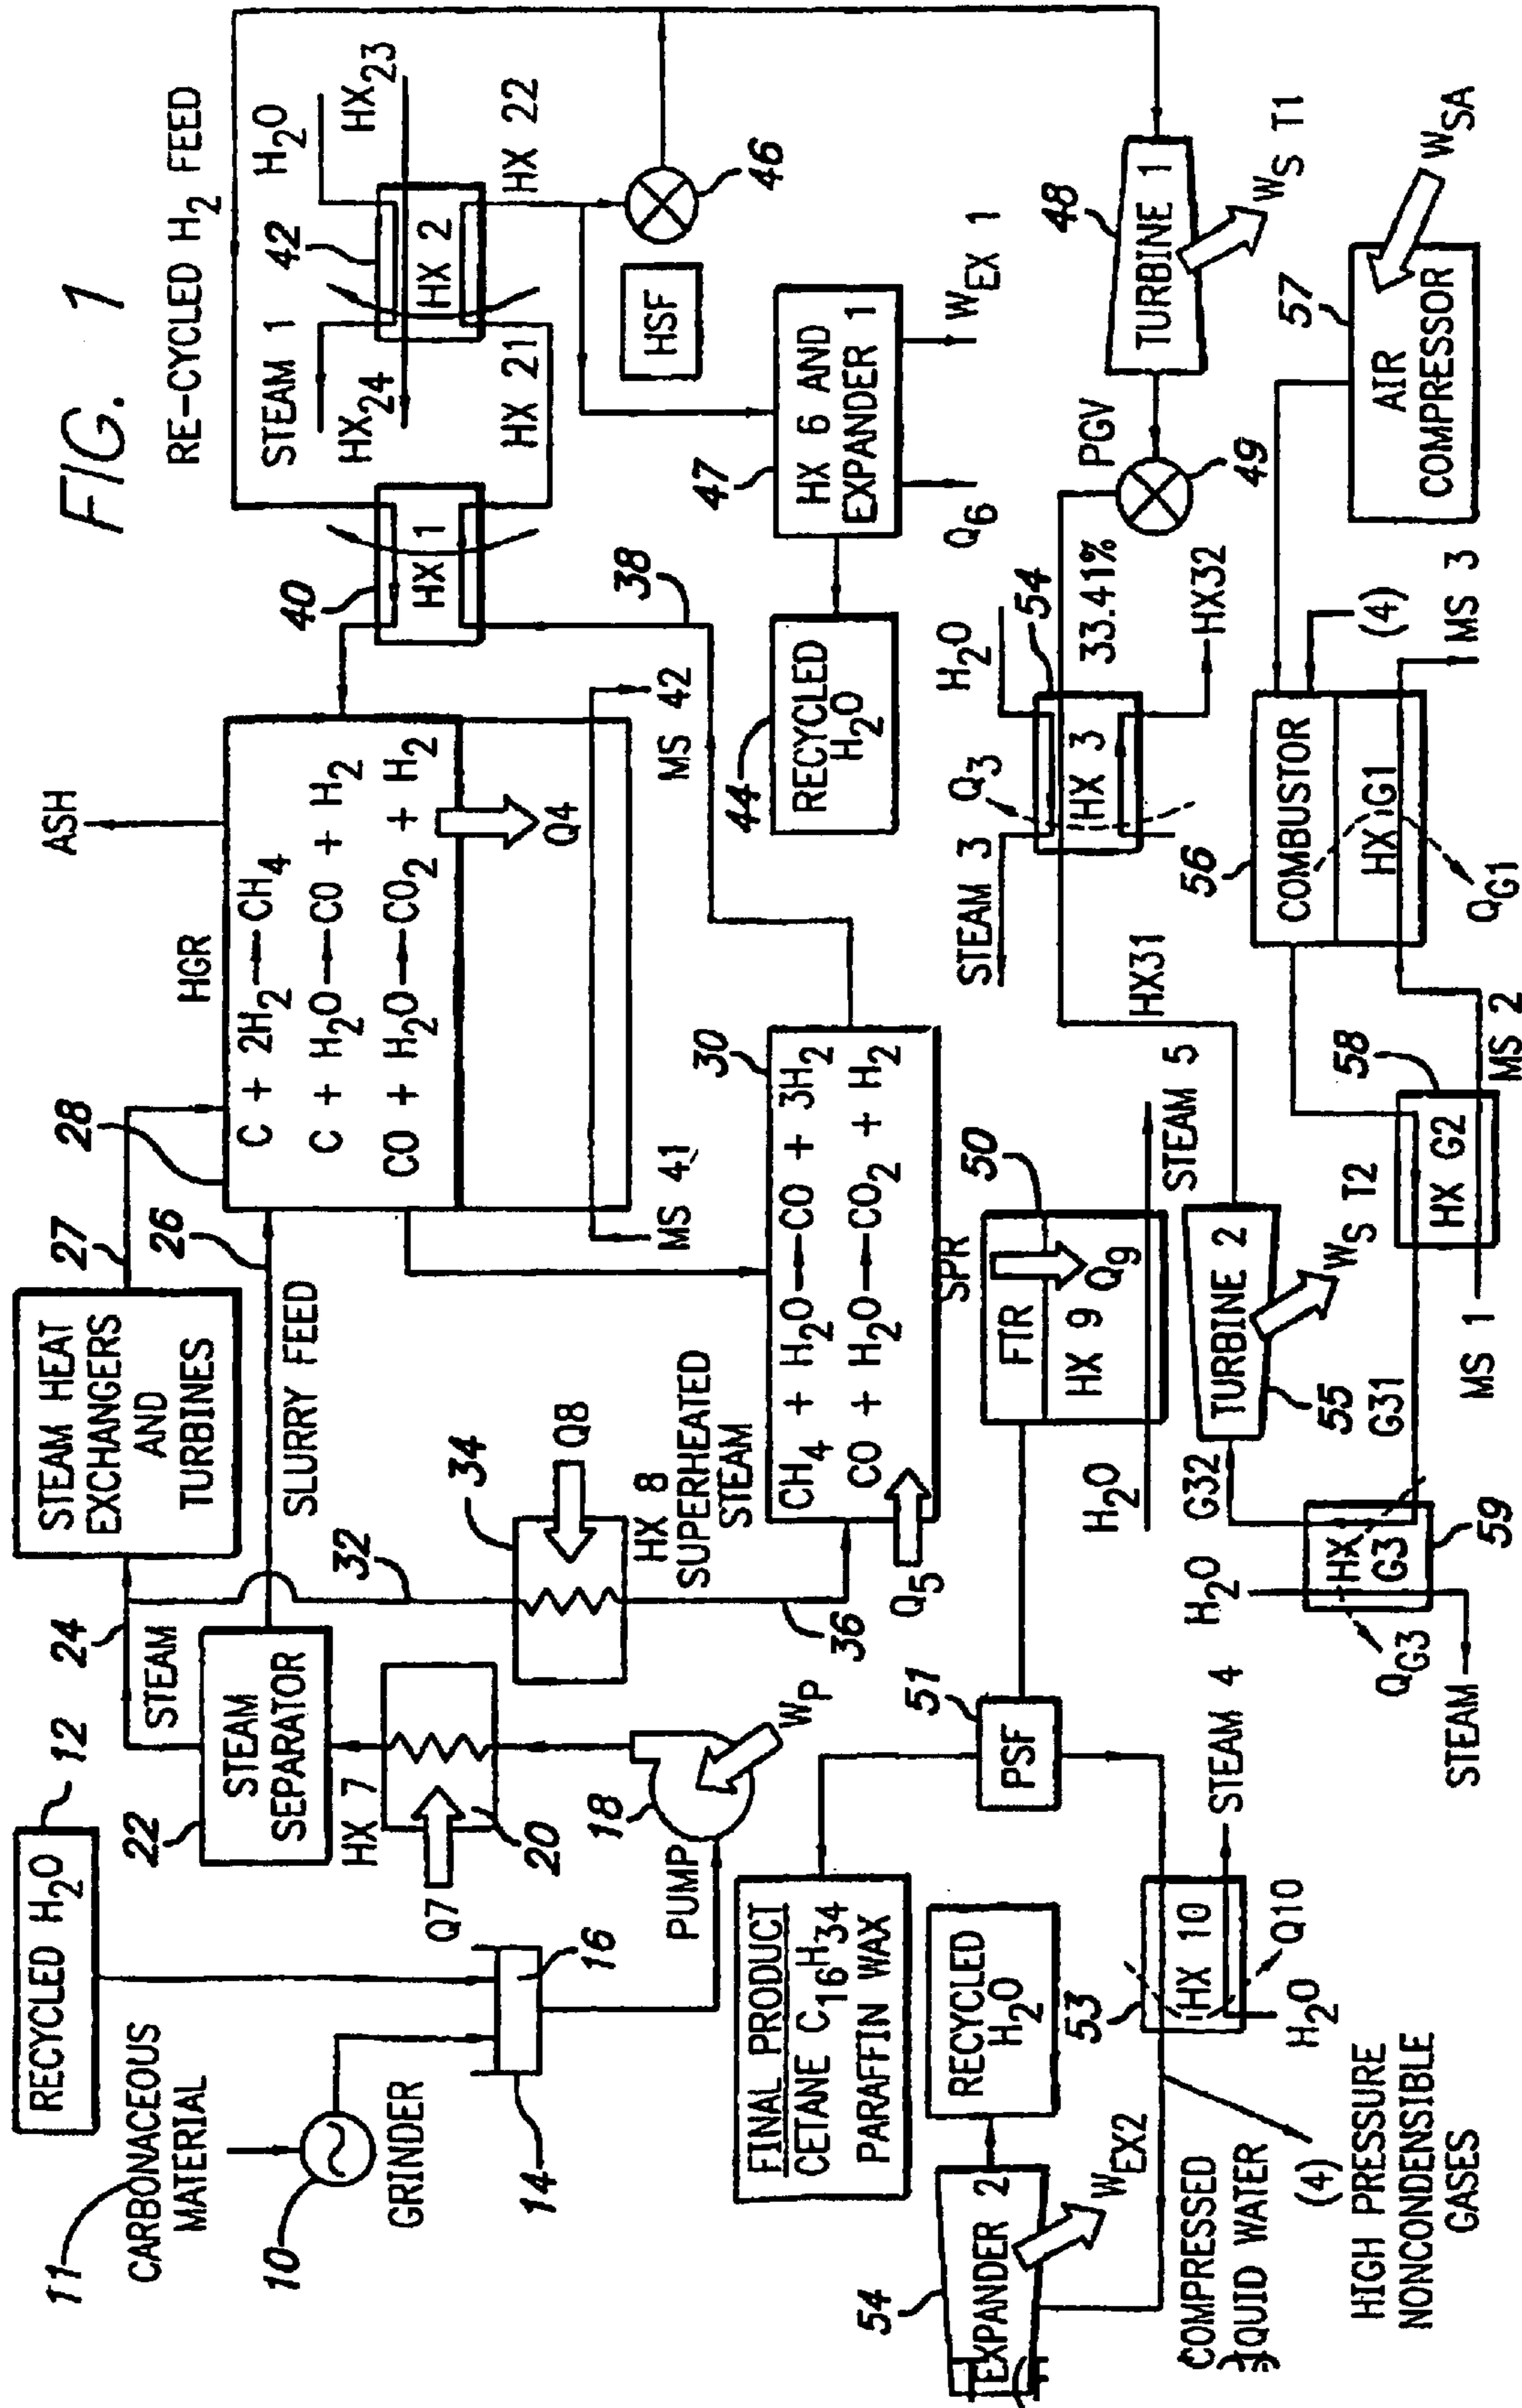 FIG. 1
RE-CYCLED H2 FEED
11
CARBONACEOUS
MATERIAL
RECYCLED H2O
12
10
GRINDER
14
16
PUMP
18
WP
Q7
HX 7
20
22
STEAM
SEPARATOR
STEAM
24
STEAM HEAT
EXCHANGERS
AND
TURBINES
27
26
SLURRY FEED
32
34
Q8
HX 8
SUPERHEATED
STEAM
36
28
HGR
ASH
C + 2H2 → CH4
C + H2O → CO + H2
CO + H2O → CO2 + H2
Q4
MS 41
MS 42
30
CH4 + H2O → CO + 3H2
CO + H2O → CO2 + H2
SPR
Q5
38
40
HX 1
STEAM 1
42
H2O
HX23
HX24
HX 2
HX 21
HX 22
46
HSF
47
HX 6 AND
EXPANDER 1
WEX 1
Q6
44
RECYCLED
H2O
48
TURBINE 1
WS T1
PGV
49
33.41%
54
H2O
Q3
STEAM 3
HX 3
HX32
HX31
50
FTR
Q9
HX 9
H2O
STEAM 5
51
PSF
FINAL PRODUCT
CETANE C16H34
PARAFFIN WAX
RECYCLED
H2O
54
EXPANDER 2
WEX2
53
HX 10
Q10
H2O
STEAM 4
COMPRESSED
LIQUID WATER
(4)
HIGH PRESSURE
NONCONDENSIBLE
GASES
TURBINE 2
55
WS T2
G32
G31
H2O
HX
G3
59
QG3
STEAM
58
HX G2
MS 1
MS 2
56
COMBUSTOR
HX G1
QG1
(4)
MS 3
57
AIR
COMPRESSOR
WSA